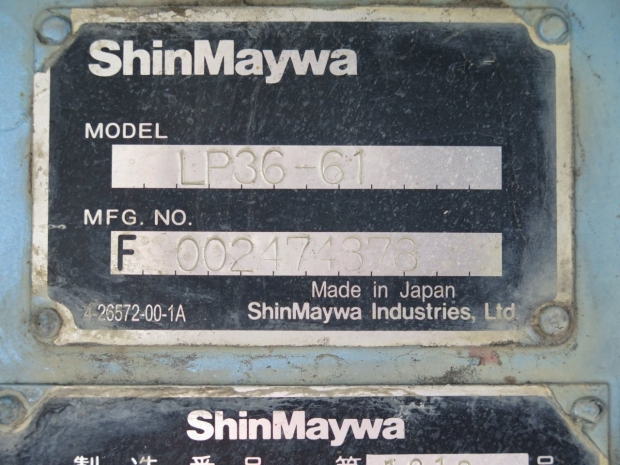 ShinMaywa
MODEL
LP36-61
MFG. NO.
F 002474373
Made in Japan
4-26572-00-1A
ShinMaywa Industries, Ltd.
ShinMaywa
製造番号 第 号